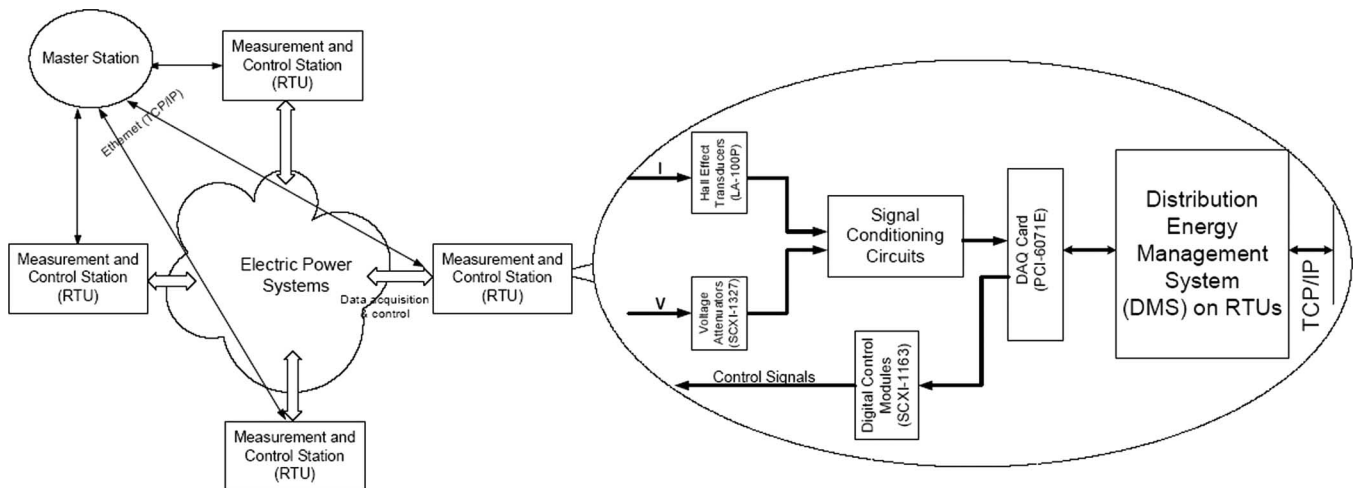 Master Station
Measurement and
Control Station
(RTU)
Ethernet (TCP/IP)
Measurement and
Control Station
(RTU)
Electric Power
Systems
Data acquisition
& control
Measurement and
Control Station
(RTU)
Measurement and
Control Station
(RTU)
I
Hall Effect
Transducers
(LA-100P)
V
Voltage
Attenuators
(SCXI-1327)
Signal
Conditioning
Circuits
DAQ Card
(PCI-6071E)
Control Signals
Digital Control
Modules
(SCXI-1163)
Distribution
Energy
Management
System
(DMS) on RTUs
TCP/IP